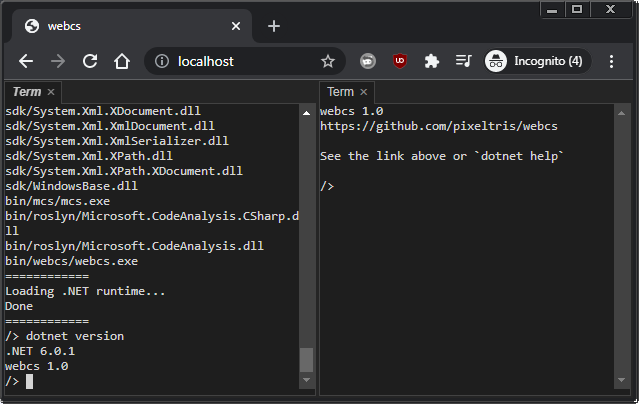 webcs
localhost
Incognito (4)
Term
sdk/System.Xml.XDocument.dll
sdk/System.Xml.XmlDocument.dll
sdk/System.Xml.XmlSerializer.dll
sdk/System.Xml.XPath.dll
sdk/System.Xml.XPath.XDocument.dll
sdk/WindowsBase.dll
bin/mcs/mcs.exe
bin/roslyn/Microsoft.CodeAnalysis.CSharp.d
ll
bin/roslyn/Microsoft.CodeAnalysis.dll
bin/webcs/webcs.exe
============
Loading .NET runtime...
Done
============
/> dotnet version
.NET 6.0.1
webcs 1.0
/>
Term
webcs 1.0
https://github.com/pixeltris/webcs
See the link above or `dotnet help`
/>